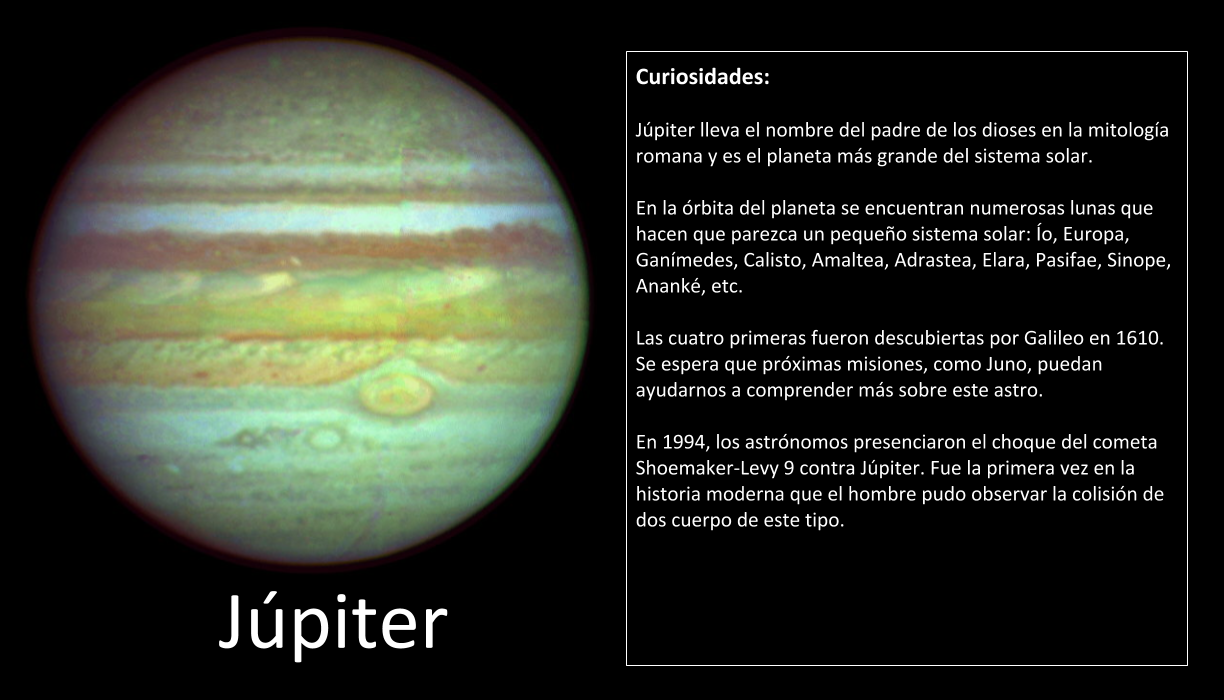 Curiosidades:
Júpiter lleva el nombre del padre de los dioses en la mitología
romana y es el planeta más grande del sistema solar.
En la órbita del planeta se encuentran numerosas lunas que
hacen que parezca un pequeño sistema solar: Ío, Europa,
Ganímedes, Calisto, Amaltea, Adrastea, Elara, Pasifae, Sinope,
Ananké, etc.
Las cuatro primeras fueron descubiertas por Galileo en 1610.
Se espera que próximas misiones, como Juno, puedan
ayudarnos a comprender más sobre este astro.
En 1994, los astrónomos presenciaron el choque del cometa
Shoemaker-Levy 9 contra Júpiter. Fue la primera vez en la
historia moderna que el hombre pudo observar la colisión de
dos cuerpo de este tipo.
Júpiter